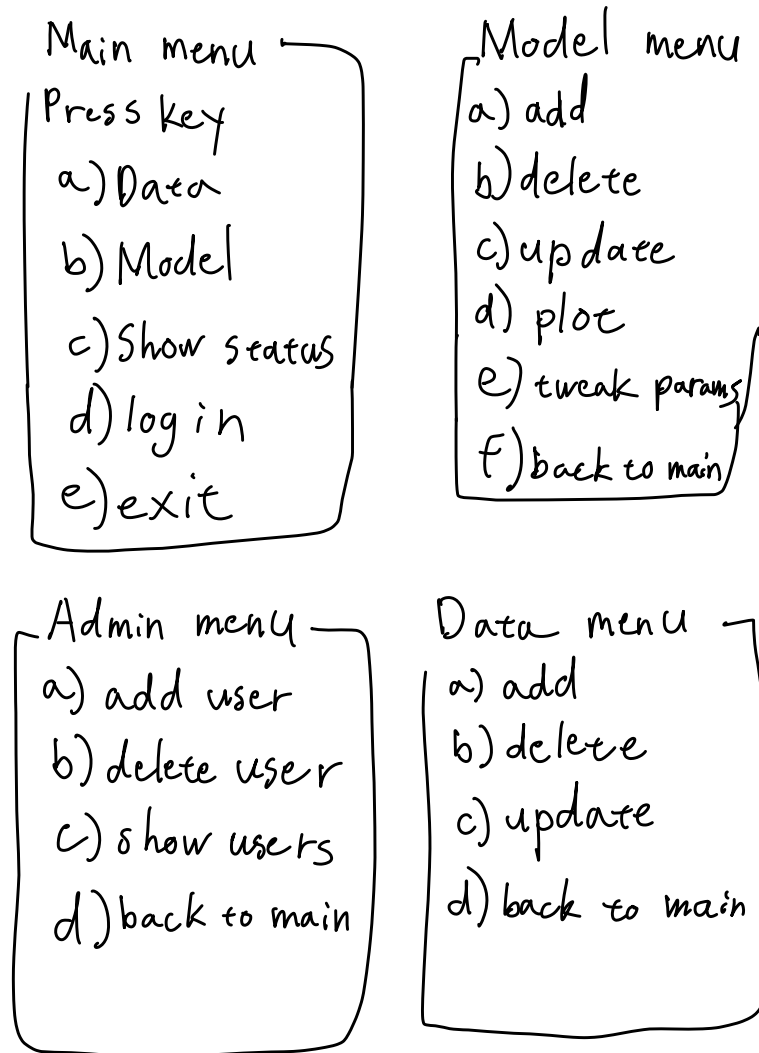 Main menu
Press key
a) Data
b) Model
c) Show status
d) log in
e) exit
Model menu
a) add
b) delete
c) update
d) plot
e) tweak params
f) back to main
Admin menu
a) add user
b) delete user
c) show users
d) back to main
Data menu
a) add
b) delete
c) update
d) back to main